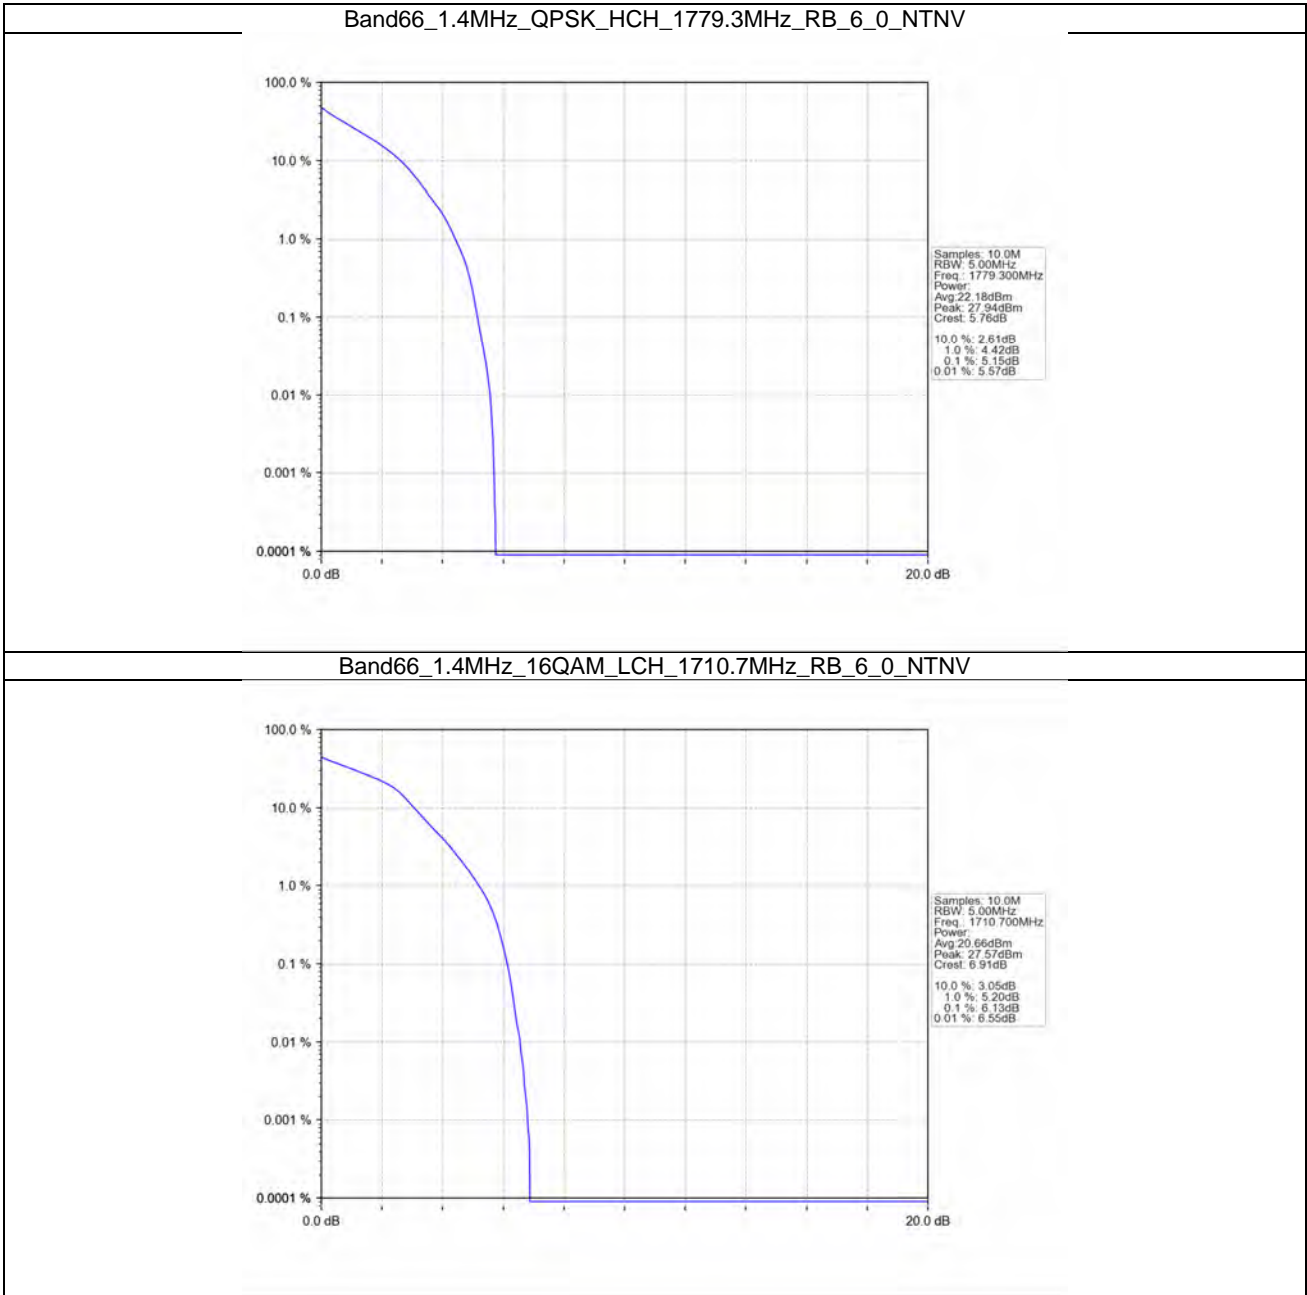 Band66_1.4MHz_QPSK_HCH_1779.3MHz_RB_6_0_NTNV
100.0 %
10.0 %
1.0 %
0.1 %
0.01 %
0.001 %
0.0001 %
0.0 dB
20.0 dB
Samples: 10.0M
RBW: 5.00MHz
Freq.: 1779.300MHz
Power:
Avg:22.18dBm
Peak: 27.94dBm
Crest: 5.76dB
10.0 %: 2.61dB
1.0 %: 4.42dB
0.1 %: 5.15dB
0.01 %: 5.57dB
Band66_1.4MHz_16QAM_LCH_1710.7MHz_RB_6_0_NTNV
100.0 %
10.0 %
1.0 %
0.1 %
0.01 %
0.001 %
0.0001 %
0.0 dB
20.0 dB
Samples: 10.0M
RBW: 5.00MHz
Freq.: 1710.700MHz
Power:
Avg:20.66dBm
Peak: 27.57dBm
Crest: 6.91dB
10.0 %: 3.05dB
1.0 %: 5.20dB
0.1 %: 6.13dB
0.01 %: 6.55dB